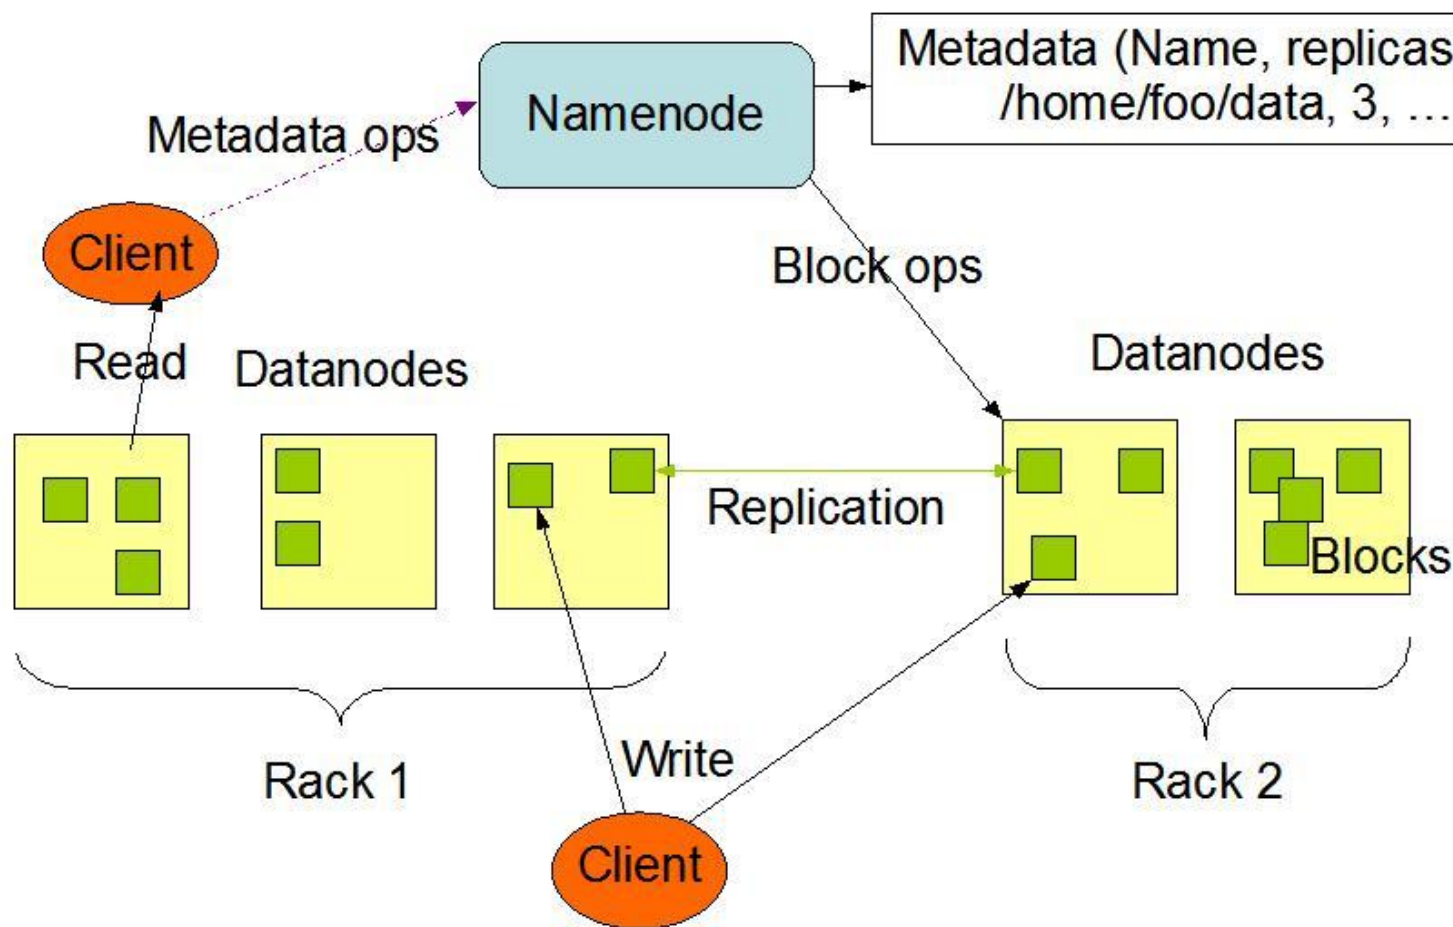 Metadata (Name, replicas
/home/foo/data, 3, ...
Namenode
Metadata ops
Client
Block ops
Read
Datanodes
Datanodes
Replication
Blocks
Rack 1
Write
Rack 2
Client